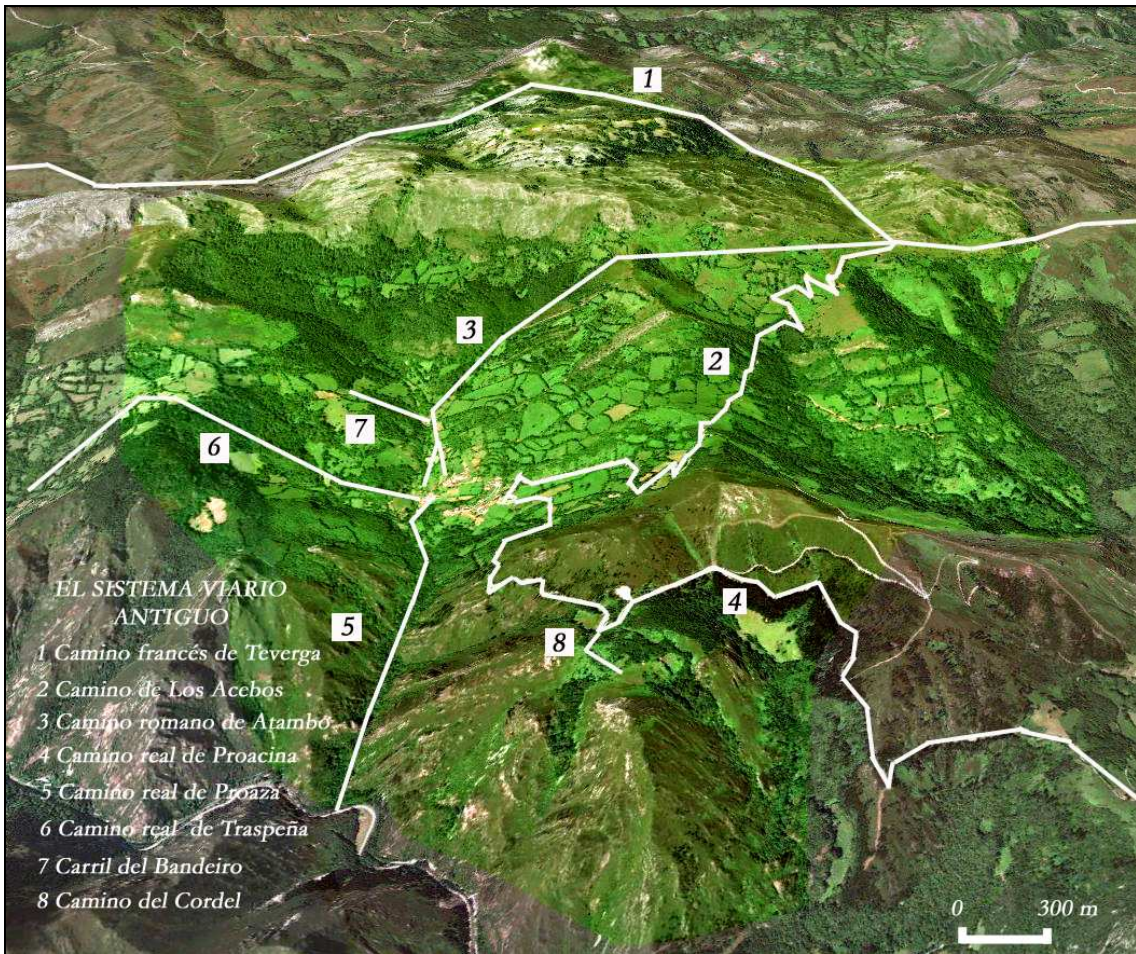 1
3
2
7
6
EL SISTEMA VIARIO
ANTIGUO
5
4
8
1 Camino francés de Teverga
2 Camino de Los Acebos
3 Camino romano de Atambo
4 Camino real de Proacina
5 Camino real de Proaza
6 Camino real de Traspeña
7 Carril del Bandeiro
8 Camino del Cordel
0 300 m